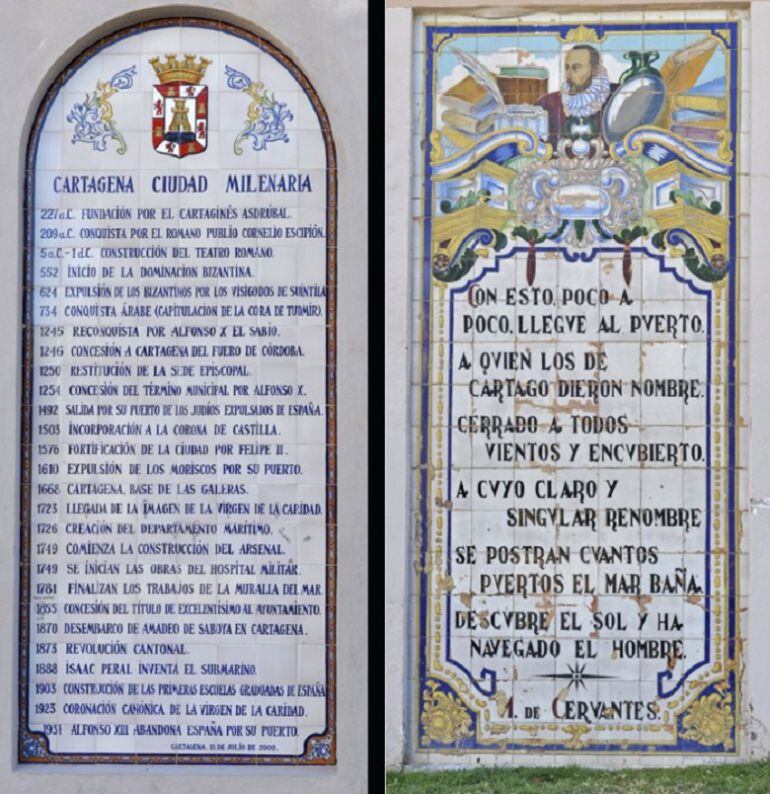 CARTAGENA CIUDAD MILENARIA
227a.C. FUNDACIÓN POR EL CARTAGINÉS ASDRÚBAL.
209a.C. CONQUISTA POR EL ROMANO PUBLIO CORNELIO ESCIPIÓN.
5a.C.-1d.C. CONSTRUCCIÓN DEL TEATRO ROMANO.
552 INICIO DE LA DOMINACION BIZANTINA.
624 EXPULSIÓN DE LOS BIZANTINOS POR LOS VISIGODOS DE SUINTILA
734 CONQUISTA ÁRABE (CAPITULACION DE LA CORA DE TUDMIR).
1245 RECONQUISTA POR ALFONSO X EL SABIO.
1246 CONCESIÓN A CARTAGENA DEL FUERO DE CÓRDOBA.
1250 RESTITUCIÓN DE LA SEDE EPISCOPAL.
1254 CONCESIÓN DEL TÉRMINO MUNICIPAL POR ALFONSO X.
1492 SALIDA POR SU PUERTO DE LOS JUDÍOS EXPULSADOS DE ESPAÑA.
1503 INCORPORACIÓN A LA CORONA DE CASTILLA.
1576 FORTIFICACIÓN DE LA CIUDAD POR FELIPE II.
1610 EXPULSIÓN DE LOS MORISCOS POR SU PUERTO.
1668 CARTAGENA, BASE DE LAS GALERAS.
1723 LLEGADA DE LA IMAGEN DE LA VIRGEN DE LA CARIDAD.
1726 CREACIÓN DEL DEPARTAMENTO MARÍTIMO.
1749 COMIENZA LA CONSTRUCCIÓN DEL ARSENAL.
1749 SE INICIAN LAS OBRAS DEL HOSPITAL MILITAR.
1781 FINALIZAN LOS TRABAJOS DE LA MURALLA DEL MAR.
1855 CONCESIÓN DEL TÍTULO DE EXCELENTÍSIMO AL AYUNTAMIENTO.
1870 DESEMBARCO DE AMADEO DE SABOYA EN CARTAGENA.
1873 REVOLUCIÓN CANTONAL.
1888 ISAAC PERAL INVENTA EL SUBMARINO.
1903 CONSTRUCCIÓN DE LAS PRIMERAS ESCUELAS GRADUADAS DE ESPAÑA
1923 CORONACIÓN CANÓNICA DE LA VIRGEN DE LA CARIDAD.
1931 ALFONSO XIII ABANDONA ESPAÑA POR SU PUERTO.
CARTAGENA, 15 DE JULIO DE 2000.
CON ESTO, POCO A
POCO, LLEGVE AL PVERTO.
A QVIEN LOS DE
CARTAGO DIERON NOMBRE.
CERRADO A TODOS
VIENTOS Y ENCVBIERTO.
A CVYO CLARO Y
SINGVLAR RENOMBRE
SE POSTRAN CVANTOS
PVERTOS EL MAR BAÑA.
DESCVBRE EL SOL Y HA
NAVEGADO EL HOMBRE.
M. DE CERVANTES.